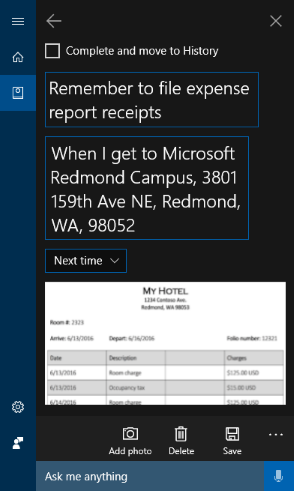 Complete and move to History
Remember to file expense
report receipts
When I get to Microsoft
Redmond Campus, 3801
159th Ave NE, Redmond,
WA, 98052
Next time
MY HOTEL
1234 Contoso Ave.
Redmond, WA 98053
Room #: 2323
Arrive: 6/13/2016 Depart: 6/16/2016 Folio number: 12321
Date Description Charges
6/13/2016 Room charge $125.00 USD
6/13/2016 Occupancy tax $15.00 USD
6/14/2016 Room charge $125.00 USD
Add photo Delete Save
Ask me anything